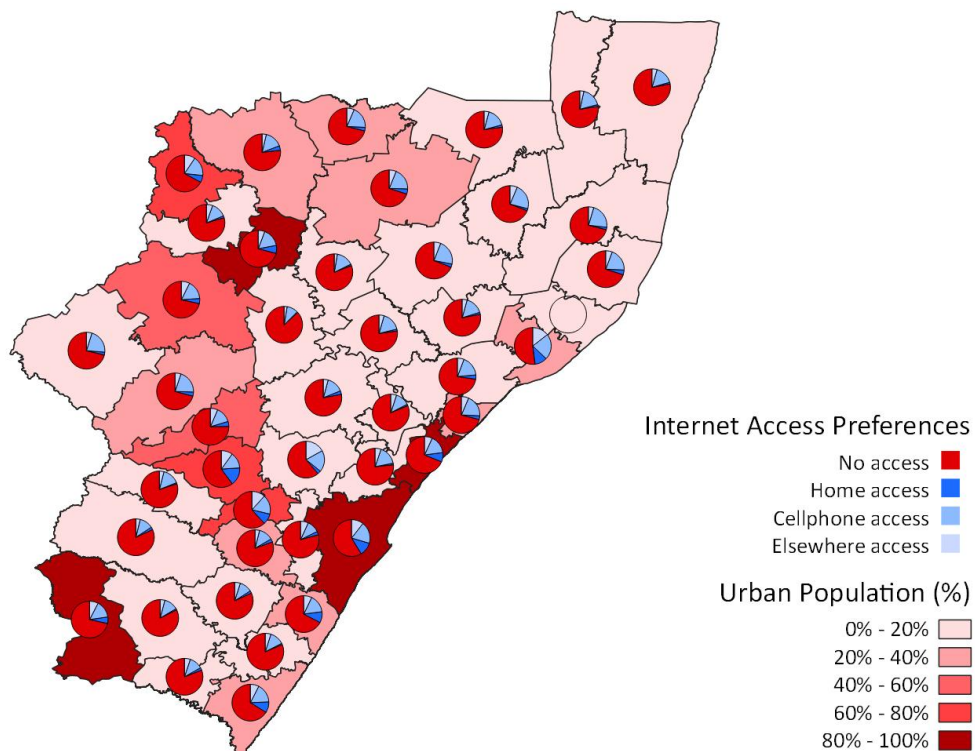 Internet Access Preferences
No access
Home access
Cellphone access
Elsewhere access
Urban Population (%)
0% - 20%
20% - 40%
40% - 60%
60% - 80%
80% - 100%